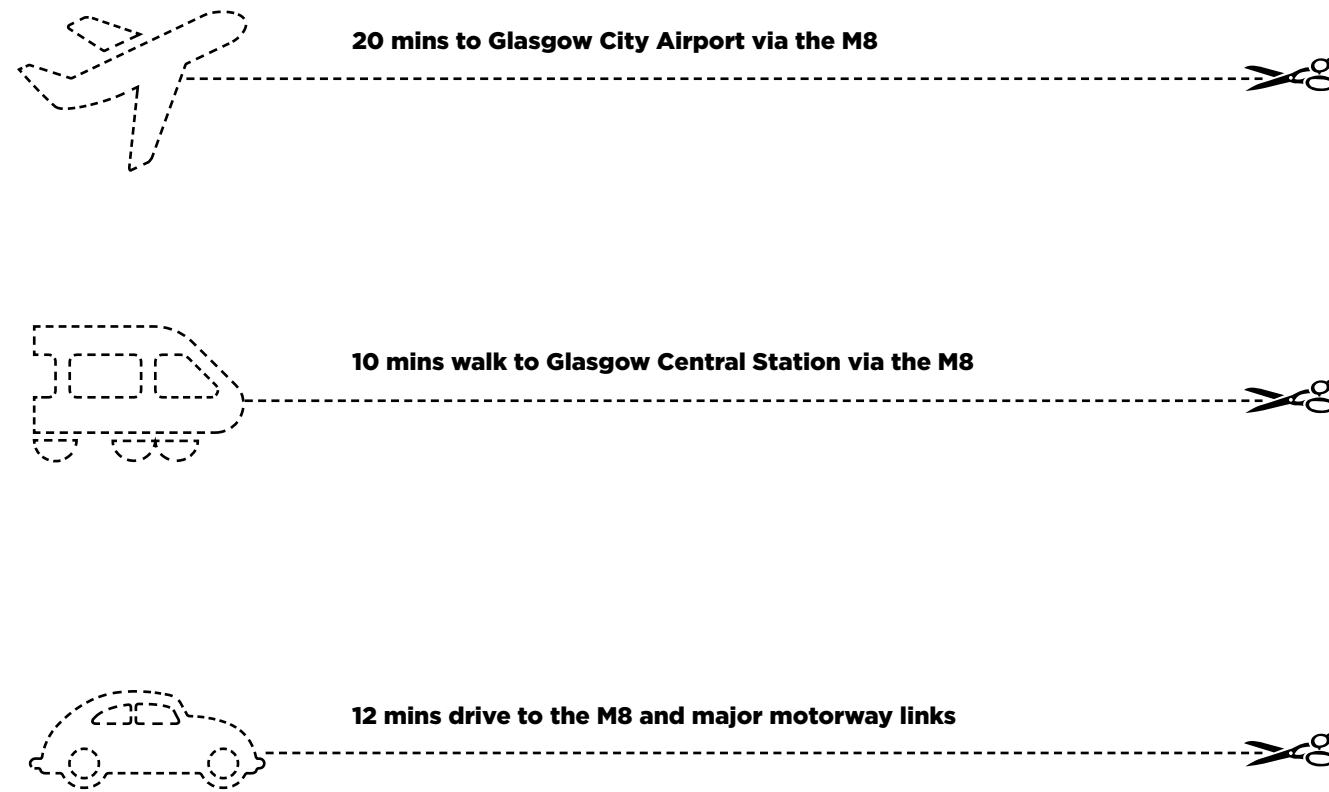 20 mins to Glasgow City Airport via the M8
10 mins walk to Glasgow Central Station via the M8
12 mins drive to the M8 and major motorway links